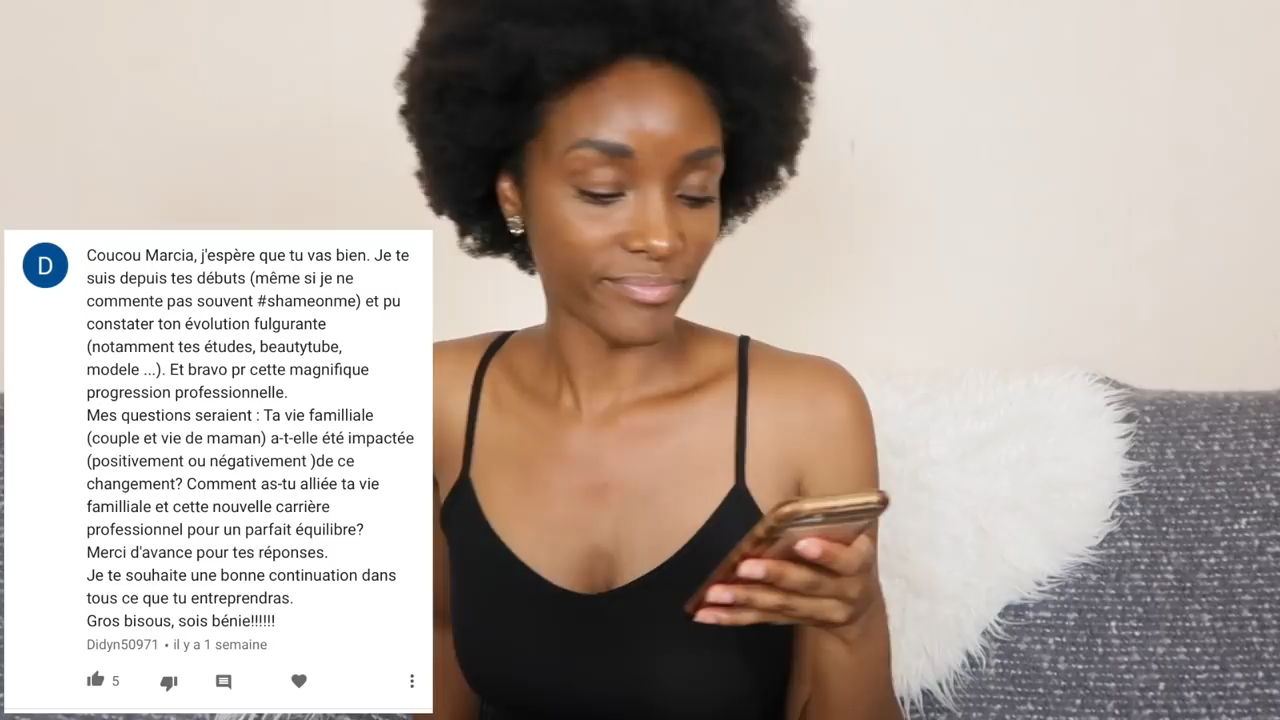 D
Coucou Marcia, j'espère que tu vas bien. Je te
suis depuis tes débuts (même si je ne
commente pas souvent #shameonme) et pu
constater ton évolution fulgurante
(notamment tes études, beautytube,
modele ...). Et bravo pr cette magnifique
progression professionnelle.
Mes questions seraient : Ta vie familliale
(couple et vie de maman) a-t-elle été impactée
(positivement ou négativement )de ce
changement? Comment as-tu alliée ta vie
familliale et cette nouvelle carrière
professionnel pour un parfait équilibre?
Merci d'avance pour tes réponses.
Je te souhaite une bonne continuation dans
tous ce que tu entreprendras.
Gros bisous, sois bénie!!!!!!
Didyn50971 • il y a 1 semaine
5